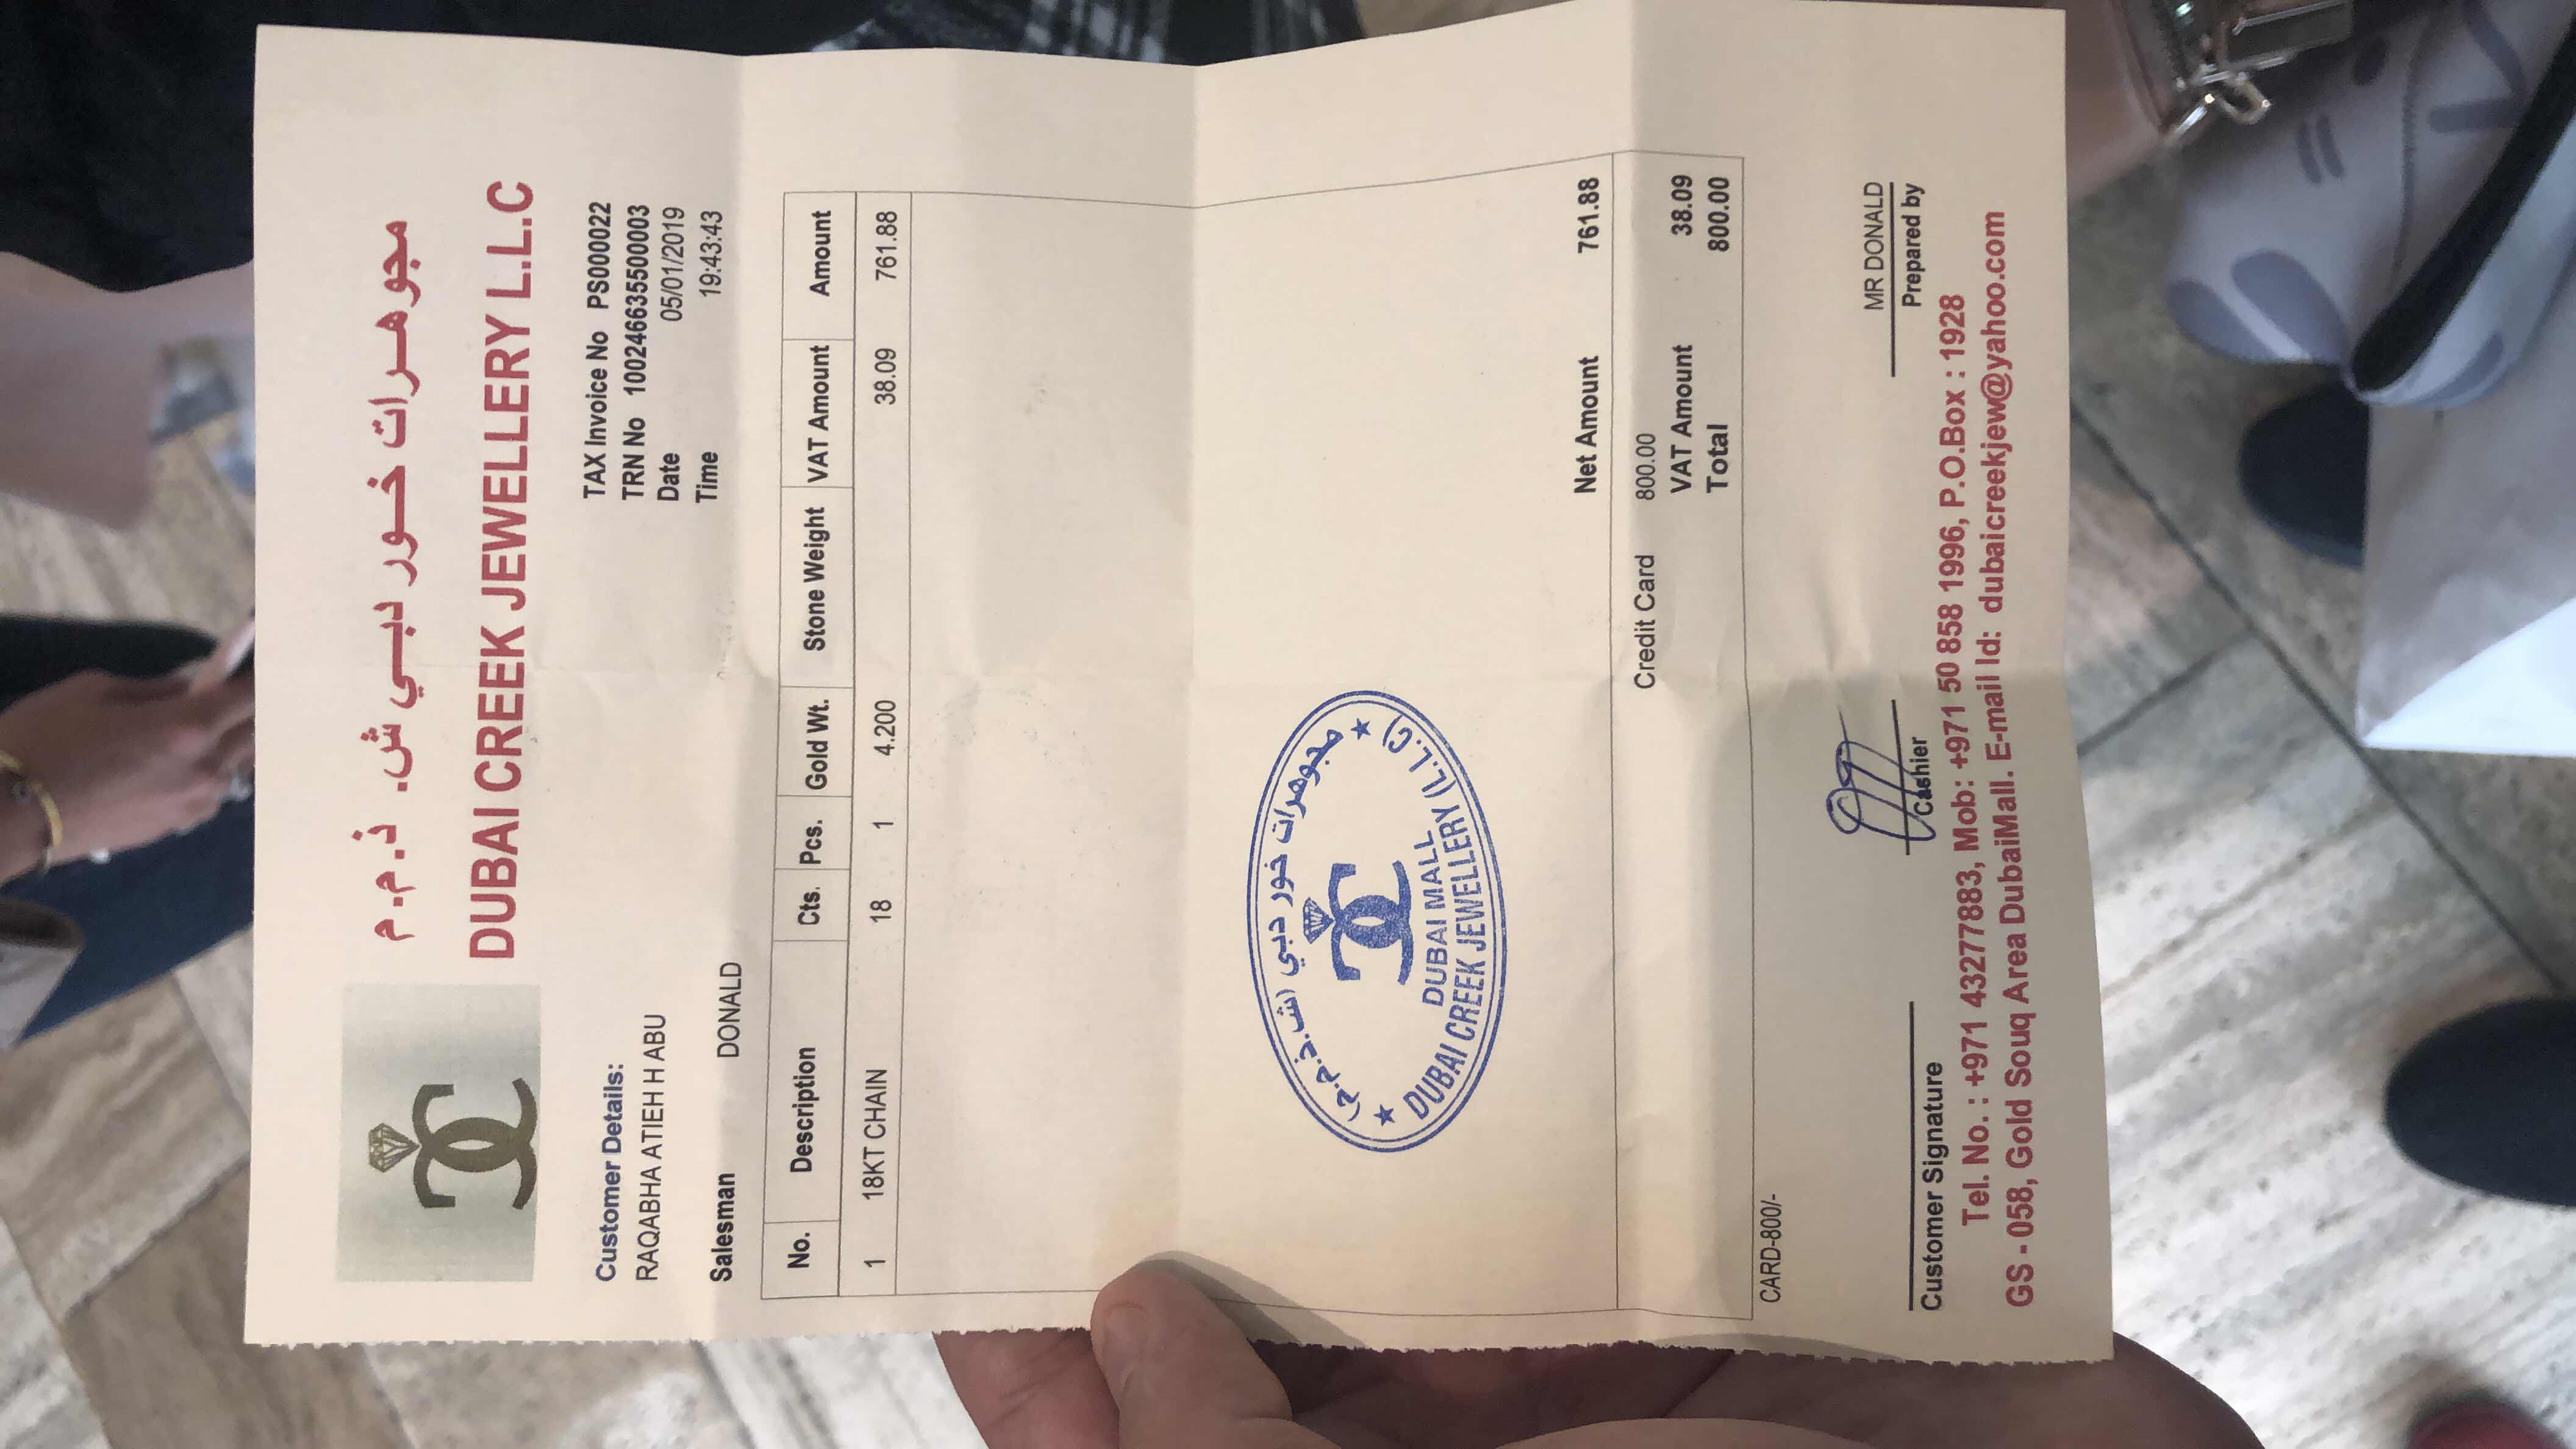 مجوهرات خور دبي ش. ذ.م.م
DUBAI CREEK JEWELLERY L.L.C
Customer Details:
RAQABHA ATIEH H ABU
Salesman DONALD
TAX Invoice No PS000022
TRN No 100246635500003
Date 05/01/2019
Time 19:43:43
No. Description Cts. Pcs. Gold Wt. Stone Weight VAT Amount Amount
1 18KT CHAIN 18 1 4.200 38.09 761.88
مجوهرات خور دبي (ش.ذ.م.م)
DUBAI MALL
DUBAI CREEK JEWELLERY (L.L.C)
Net Amount 761.88
Credit Card 800.00
VAT Amount 38.09
Total 800.00
CARD-800/-
MR DONALD
Customer Signature Cashier Prepared by
Tel. No. : +971 43277883, Mob: +971 50 858 1996, P.O.Box : 1928
GS - 058, Gold Souq Area DubaiMall. E-mail Id: dubaicreekjew@yahoo.com